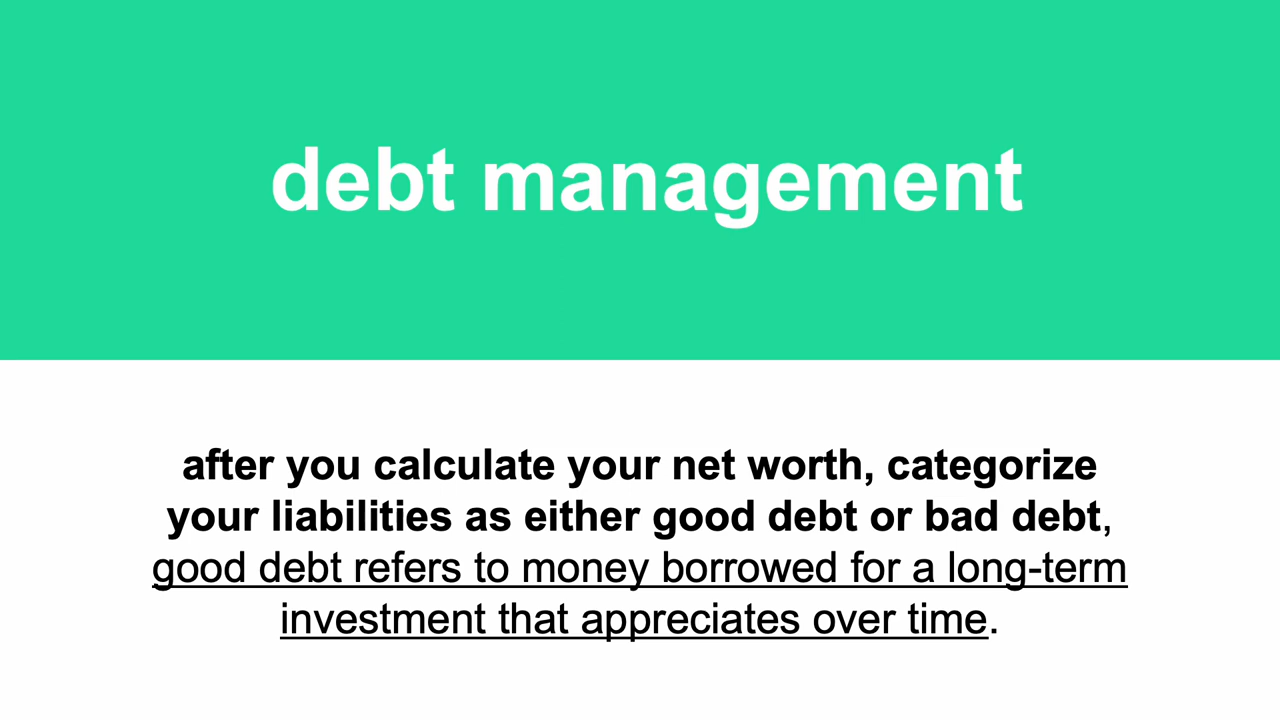 debt management
after you calculate your net worth, categorize
your liabilities as either good debt or bad debt,
good debt refers to money borrowed for a long-term
investment that appreciates over time.